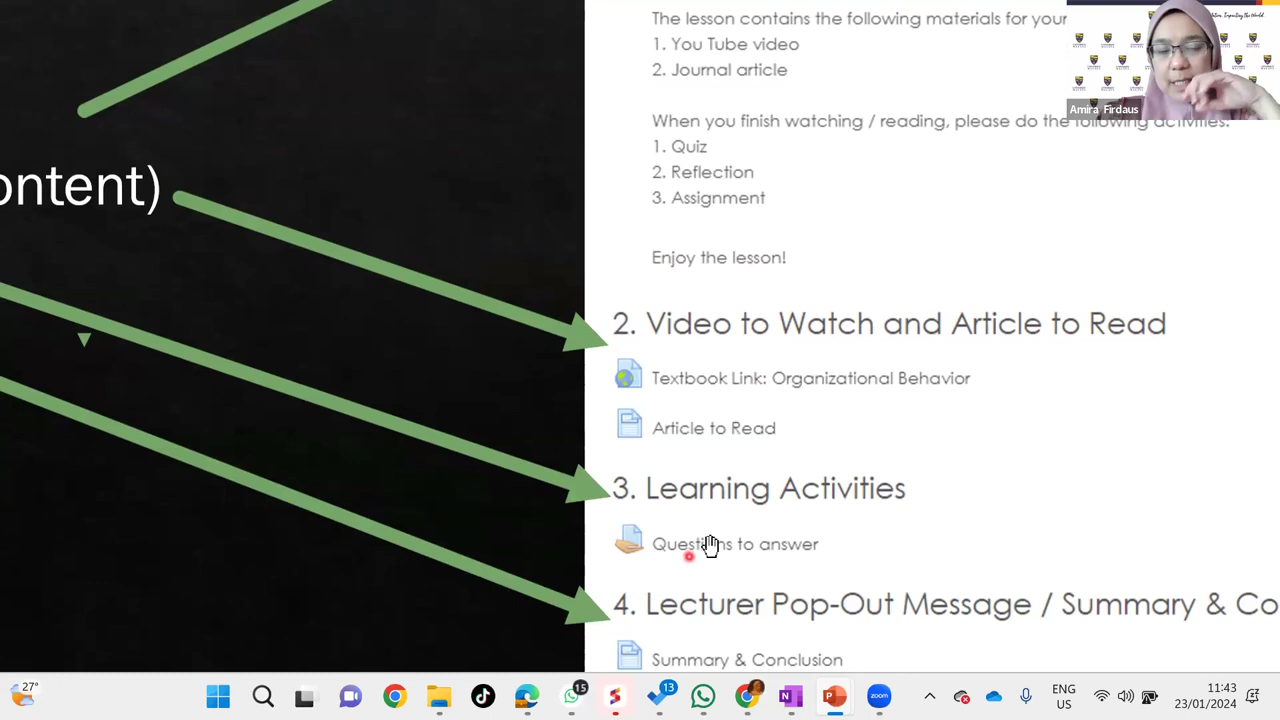 The lesson contains the following materials for your
1. You Tube video
2. Journal article
Amira Firdaus
When you finish watching / reading, please do the following activities:
1. Quiz
2. Reflection
3. Assignment
ontent)
Enjoy the lesson!
2. Video to Watch and Article to Read
Textbook Link: Organizational Behavior
Article to Read
3. Learning Activities
Questions to answer
4. Lecturer Pop-Out Message / Summary & Co
Summary & Conclusion
27°
15
13
zoom
ENG
US
11:43
23/01/2024